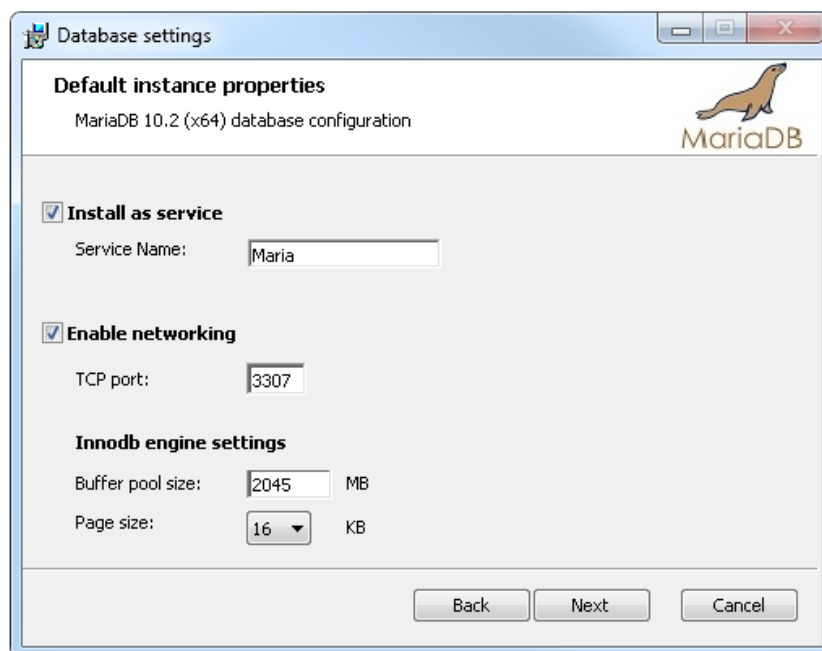 Database settings
Default instance properties
MariaDB 10.2 (x64) database configuration
MariaDB
Install as service
Service Name: Maria
Enable networking
TCP port: 3307
Innodb engine settings
Buffer pool size: 2045 MB
Page size: 16 KB
Back Next Cancel